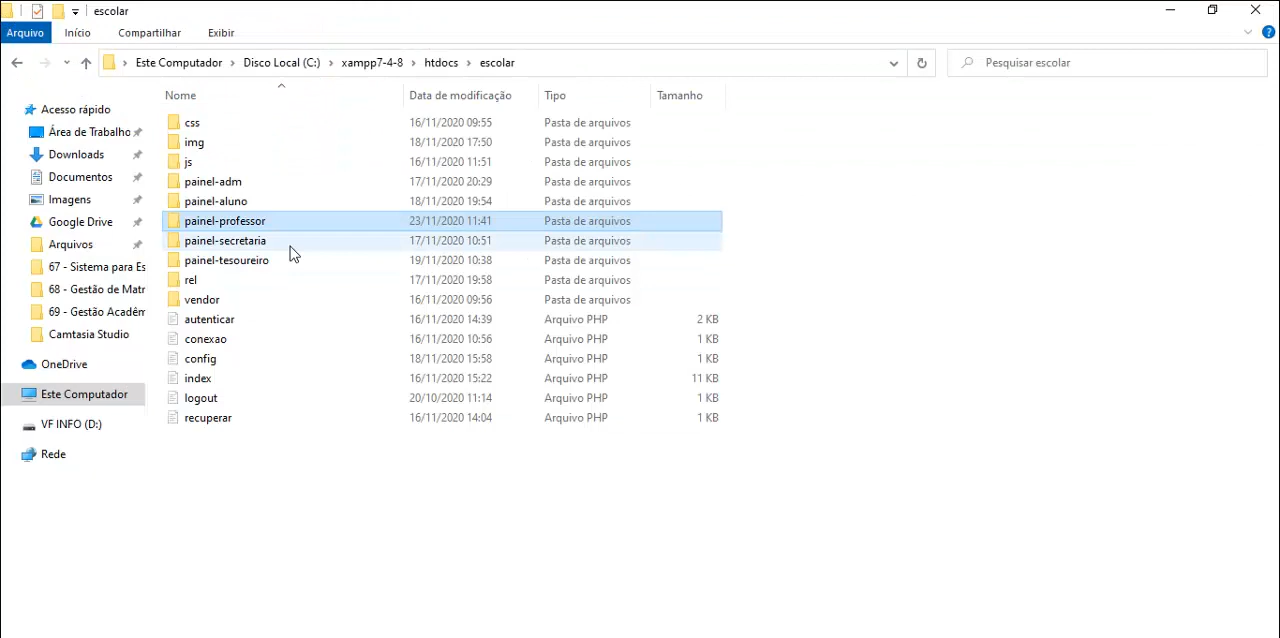 escolar
Arquivo Início Compartilhar Exibir
Este Computador Disco Local (C:) xampp7-4-8 htdocs escolar Pesquisar escolar
Nome Data de modificação Tipo Tamanho
Acesso rápido
Área de Trabalho
Downloads
Documentos
Imagens
Google Drive
Arquivos
67 - Sistema para Es
68 - Gestão de Matr
69 - Gestão Acadêm
Camtasia Studio
OneDrive
Este Computador
VF INFO (D:)
Rede
css 16/11/2020 09:55 Pasta de arquivos
img 18/11/2020 17:50 Pasta de arquivos
js 16/11/2020 11:51 Pasta de arquivos
painel-adm 17/11/2020 20:29 Pasta de arquivos
painel-aluno 18/11/2020 19:54 Pasta de arquivos
painel-professor 23/11/2020 11:41 Pasta de arquivos
painel-secretaria 17/11/2020 10:51 Pasta de arquivos
painel-tesoureiro 19/11/2020 10:38 Pasta de arquivos
rel 17/11/2020 19:58 Pasta de arquivos
vendor 16/11/2020 09:56 Pasta de arquivos
autenticar 16/11/2020 14:39 Arquivo PHP 2 KB
conexao 16/11/2020 10:56 Arquivo PHP 1 KB
config 18/11/2020 15:58 Arquivo PHP 1 KB
index 16/11/2020 15:22 Arquivo PHP 11 KB
logout 20/10/2020 11:14 Arquivo PHP 1 KB
recuperar 16/11/2020 14:04 Arquivo PHP 1 KB